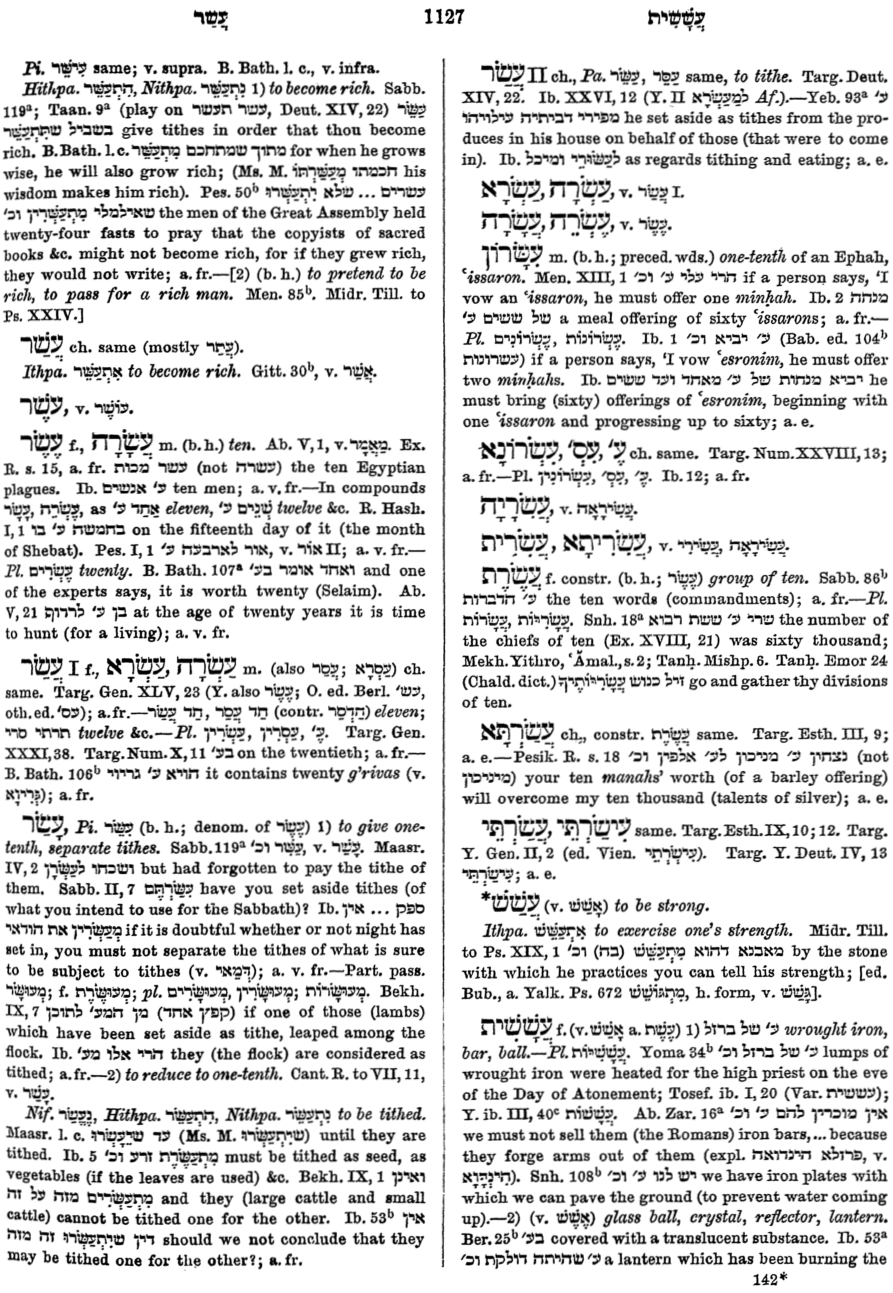 עֲשַׁר
1127
עֲשָׁשִׁית
Pi. עִישֵּׁר same; v. supra. B. Bath. l. c., v. infra.
Hithpa. הִתְעַשֵּׁר, Nithpa. נִתְעַשֵּׁר 1) to become rich. Sabb.
119ᵃ; Taan. 9ᵃ (play on עשר תעשר, Deut. XIV, 22) עַשֵּׂר
בשביל שתִּתְעַשֵּׁר give tithes in order that thou become
rich. B. Bath. l. c. מתוך שמתחכם מִתְעַשֵּׁר for when he grows
wise, he will also grow rich; (Ms. M. חכמתו מְעַשַּׁרְתּוֹ his
wisdom makes him rich). Pes. 50ᵇ עשרים ... שלא יִתְעַשְּׁרוּ
שאילמלי מִתְעַשְּׁרִין וכ׳ the men of the Great Assembly held
twenty-four fasts to pray that the copyists of sacred
books &c. might not become rich, for if they grew rich,
they would not write; a. fr.—[2) (b. h.) to pretend to be
rich, to pass for a rich man. Men. 85ᵇ. Midr. Till. to
Ps. XXIV.]
עֲשַׁר ch. same (mostly עֲתַר).
Ithpa. אִתְעַשַּׁר to become rich. Gitt. 30ᵇ, v. אֲשַׁר.
עֹשֶׁר, v. עוֹשֶׁר.
עֶשֶׂר f., עֲשָׂרָה m. (b. h.) ten. Ab. V, 1, v. מַאֲמָר. Ex.
R. s. 15, a. fr. עשר מכות (not עשרה) the ten Egyptian
plagues. Ib. ע׳ אנשים ten men; a. v. fr.—In compounds
עָשָׂר, עֶשְׂרֵה, as אַחַד ע׳ eleven, שְׁנֵים ע׳ twelve &c. R. Hash.
I, 1 בחמשה ע׳ בו on the fifteenth day of it (the month
of Shebat). Pes. I, 1 אור לארבעה ע׳, v. אוֹר II; a. v. fr.—
Pl. עֶשְׂרִים twenty. B. Bath. 107ᵃ ואחד אומר בע׳ and one
of the experts says, it is worth twenty (Selaim). Ab.
V, 21 בן ע׳ לרדוף at the age of twenty years it is time
to hunt (for a living); a. v. fr.
עֲשַׂר I f., עֲשָׂרָה, עַשְׂרָא m. (also עֲסַר; עַסְרָא) ch.
same. Targ. Gen. XLV, 23 (Y. also עֶשֶׂר; O. ed. Berl. עש׳,
oth. ed. עס׳); a. fr.—חַד עֲסַר, חַד עֲשַׂר (contr. חַדְסַר) eleven;
תרתי סרי twelve &c.—Pl. עֶשְׂרִין, עַסְרִין, עֶ׳. Targ. Gen.
XXXI, 38. Targ. Num. X, 11 בע׳ on the twentieth; a. fr.—
B. Bath. 106ᵇ הויא ע׳ גריוי it contains twenty g’rivas (v.
גְּרִיוָא); a. fr.
עָשַׂר, Pi. עִשֵּׂר (b. h.; denom. of עֶשֶׂר) 1) to give one-
tenth, separate tithes. Sabb. 119ᵃ עַשֵּׂר וכ׳, v. עָשַׁר. Maasr.
IV, 2 ושכחו לְעַשְּׂרָן but had forgotten to pay the tithe of
them. Sabb. II, 7 עִשַּׂרְתֶּם have you set aside tithes (of
what you intend to use for the Sabbath)? Ib. ספק ... אין
מְעַשְּׂרִין את הודאי if it is doubtful whether or not night has
set in, you must not separate the tithes of what is sure
to be subject to tithes (v. דְּמַאי); a. v. fr.—Part. pass.
מְעוּשָּׂר; f. מְעוּשֶּׂרֶת; pl. מְעוּשָּׂרִים, מְעוּשָּׂרִין; מְעוּשָּׂרוֹת. Bekh.
IX, 7 (קפץ אחד) מן המע׳ לתוכן if one of those (lambs)
which have been set aside as tithe, leaped among the
flock. Ib. הרי אלו מע׳ they (the flock) are considered as
tithed; a. fr.—2) to reduce to one-tenth. Cant. R. to VII, 11,
v. עָשַׁר.
Nif. נֶעֱשַׂר, Hithpa. הִתְעַשֵּׂר, Nithpa. נִתְעַשֵּׂר to be tithed.
Maasr. l. c. עד שיֵּעָשְׂרוּ (Ms. M. שיִּתְעַשְּׂרוּ) until they are
tithed. Ib. 5 מִתְעַשֶּׂרֶת זרע וכ׳ must be tithed as seed, as
vegetables (if the leaves are used) &c. Bekh. IX, 1 ואינן
מִתְעַשְּׂרִים מזה על זה and they (large cattle and small
cattle) cannot be tithed one for the other. Ib. 53ᵇ אין
דין שיִּתְעַשְּׂרוּ זה מזה should we not conclude that they
may be tithed one for the other?; a. fr.
עֲשַׂר II ch., Pa. עַשַּׂר, עַסַּר same, to tithe. Targ. Deut.
XIV, 22. Ib. XXVI, 12 (Y. II לְמַעְשְׂרָא Af.).—Yeb. 93ᵃ ע׳
מפירי דביתיה עילויהו he set aside as tithes from the pro-
duces in his house on behalf of those (that were to come
in). Ib. לעַשּׂוּרֵי ומיכל as regards tithing and eating; a. e.
עֲשָׂרָה, עַשְׂרָא, v. עֲשַׂר I.
עֶשְׂרֵה, עֲשָׂרָה, v. עֶשֶׂר.
עִשָּׂרוֹן m. (b. h.; preced. wds.) one-tenth of an Ephah,
‘issaron. Men. XIII, 1 הרי עלי ע׳ וכ׳ if a person says, ‘I
vow an ‘issaron, he must offer one minḥah. Ib. 2 מנחה
של ששים ע׳ a meal offering of sixty ‘issarons; a. fr.—
Pl. עֶשְׂרוֹנִים, עֶשְׂרוֹנוֹת. Ib. 1 ע׳ יביא וכ׳ (Bab. ed. 104ᵇ
עשרונות) if a person says, ‘I vow ‘esronim, he must offer
two minḥahs. Ib. יביא מנחות של ע׳ מאחד ועד ששים he
must bring (sixty) offerings of ‘esronim, beginning with
one ‘issaron and progressing up to sixty; a. e.
עִשְׂרוֹנָא, עִסְ׳, עֶ׳ ch. same. Targ. Num. XXVIII, 13;
a. fr.—Pl. עִשְׂרוֹנִין, עִסְ׳, עֶ׳. Ib. 12; a. fr.
עֲשָׂרִיָה, v. עֲשִׂירָאָה.
עֲשָׂרִיתָא, עֲשָׂרִית, v. עֲשִׂירָאָה, עֲשִׂירִי.
עֲשֶׂרֶת f. constr. (b. h.; עֶשֶׂר) group of ten. Sabb. 86ᵇ
ע׳ הדברות the ten words (commandments); a. fr.—Pl.
עֲשָׂרִיּוֹת, עֲשָׂרוֹת. Snh. 18ᵃ שרי ע׳ ששת רבוא the number of
the chiefs of ten (Ex. XVIII, 21) was sixty thousand;
Mekh. Yithro, ‘Ămal., s. 2; Tanḥ. Mishp. 6. Tanḥ. Emor 24
(Chald. dict.) זיל כנוש עֲשָׂרִיּוֹתֶיךָ go and gather thy divisions
of ten.
עֲשַׂרְתָּא ch., constr. עֲשֶׂרֶת same. Targ. Esth. III, 9;
a. e.—Pesik. R. s. 18 נצחין ע׳ מניכון לע׳ אלפין וכ׳ (not
מיניכון) your ten manahs’ worth (of a barley offering)
will overcome my ten thousand (talents of silver); a. e.
עֲשַׂרְתֵּי, עִישַׂרְתֵּי same. Targ. Esth. IX, 10; 12. Targ.
Y. Gen. II, 2 (ed. Vien. עִישְׂרְתֵי). Targ. Y. Deut. IV, 13
עִישַׂרְתֵּי; a. e.
*עֲשַׁשׁ (v. אֲשַׁשׁ) to be strong.
Ithpa. אִתְעַשֵּׁשׁ to exercise one’s strength. Midr. Till.
to Ps. XIX, 1 מאבנא דהוא מִתְעַשֵּׁשׁ (בה) וכ׳ by the stone
with which he practices you can tell his strength; [ed.
Bub., a. Yalk. Ps. 672 מִתְגּוֹשֵׁשׁ, h. form, v. גָּשַׁשׁ].
עֲשָׁשִׁית f. (v. אֲשַׁשׁ a. עֶשֶׁת) 1) ע׳ של ברזל wrought iron,
bar, ball.—Pl. עֲשָׁשִׁיּוֹת. Yoma 34ᵇ ע׳ של ברזל וכ׳ lumps of
wrought iron were heated for the high priest on the eve
of the Day of Atonement; Tosef. ib. I, 20 (Var. עששית);
Y. ib. III, 40ᶜ עֲשָׁשׁוֹת. Ab. Zar. 16ᵃ אין מוכרין להם ע׳ וכ׳
we must not sell them (the Romans) iron bars, ... because
they forge arms out of them (expl. פרזלא הינדואה, v.
הִינְדְּוָא). Snh. 108ᵇ יש לנו ע׳ וכ׳ we have iron plates with
which we can pave the ground (to prevent water coming
up).—2) (v. אֲשַׁשׁ) glass ball, crystal, reflector, lantern.
Ber. 25ᵇ בע׳ covered with a translucent substance. Ib. 53ᵃ
ע׳ שהיתה דולקת וכ׳ a lantern which has been burning the
142*